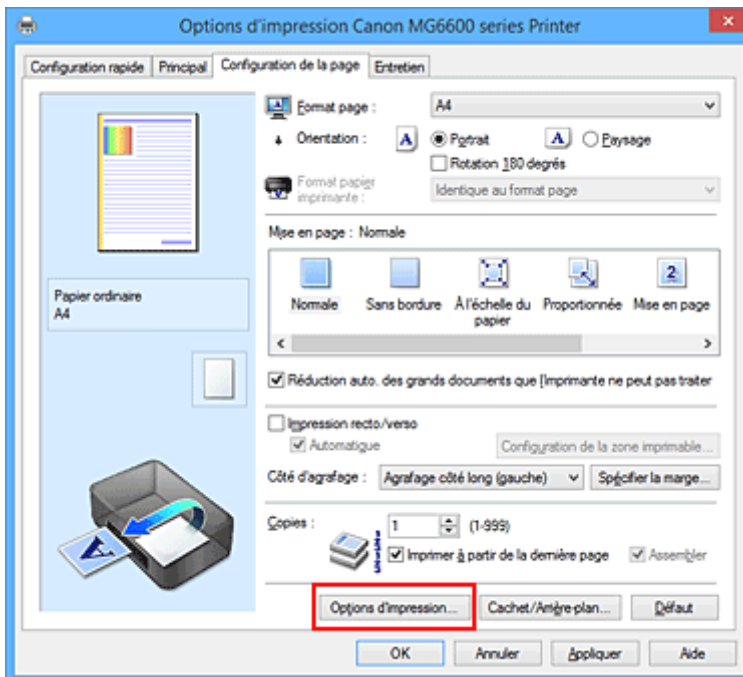 Options d'impression Canon MG6600 series Printer
Configuration rapide Principal Configuration de la page Entretien
Format page : A4
Orientation : A Portrait A Paysage
Rotation 180 degrés
Format papier
imprimante : Identique au format page
Mise en page : Normale
Normale Sans bordure À l'échelle du
papier Proportionnée Mise en page
Papier ordinaire
A4
Réduction auto. des grands documents que [Imprimante ne peut pas traiter
Impression recto/verso
Automatique Configuration de la zone imprimable...
Côté d'agrafage : Agrafage côté long (gauche) Spécifier la marge...
Copies : 1 (1-999)
Imprimer à partir de la dernière page Assembler
Options d'impression... Cachet/Arrière-plan... Défaut
OK Annuler Appliquer Aide